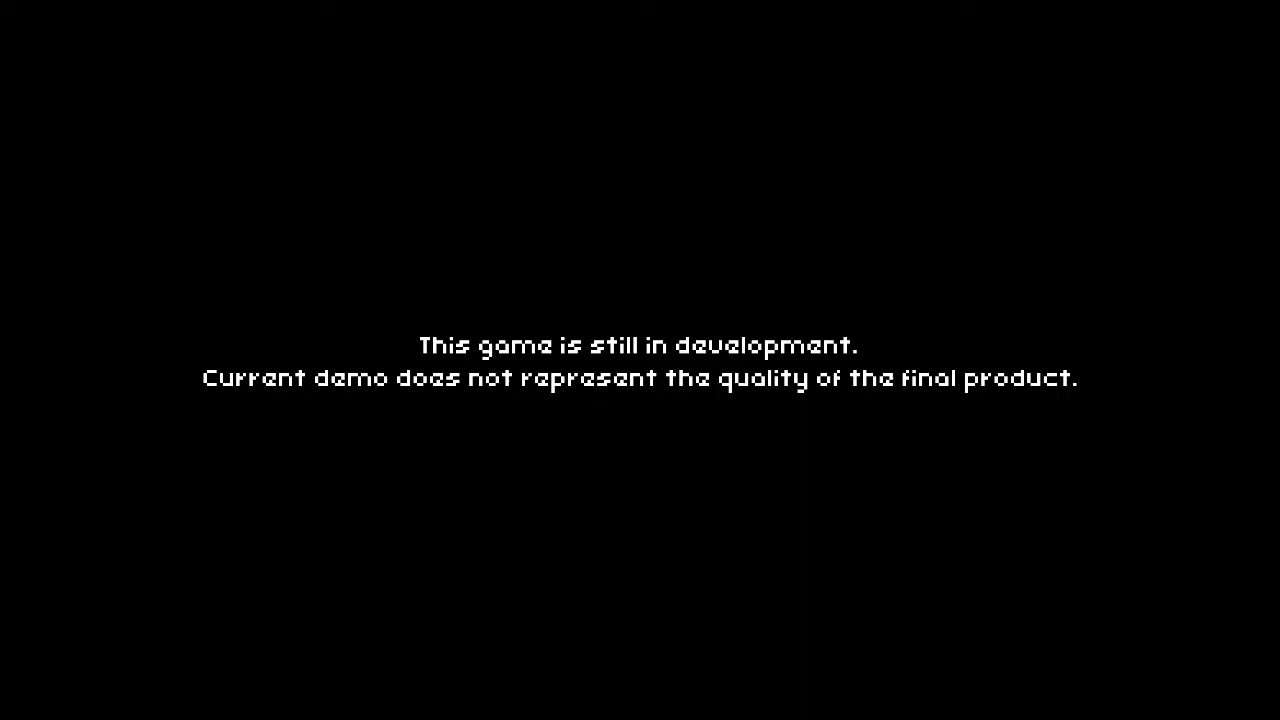 This game is still in development.
Current demo does not represent the quality of the final product.